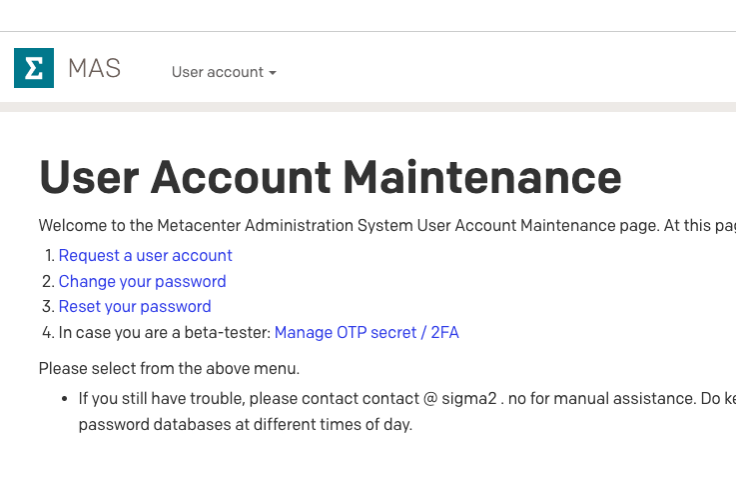 Σ MAS User account
User Account Maintenance
Welcome to the Metacenter Administration System User Account Maintenance page. At this
1. Request a user account
2. Change your password
3. Reset your password
4. In case you are a beta-tester: Manage OTP secret / 2FA
Please select from the above menu.
• If you still have trouble, please contact contact @ sigma2 . no for manual assistance. Do
password databases at different times of day.